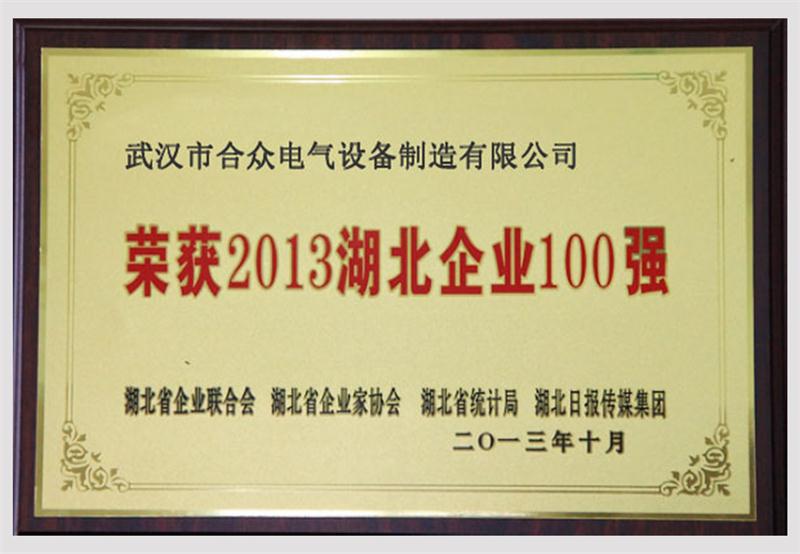 武汉市合众电气设备制造有限公司
荣获2013湖北企业100强
湖北省企业联合会 湖北省企业家协会 湖北省统计局 湖北日报传媒集团
二〇一三年十月